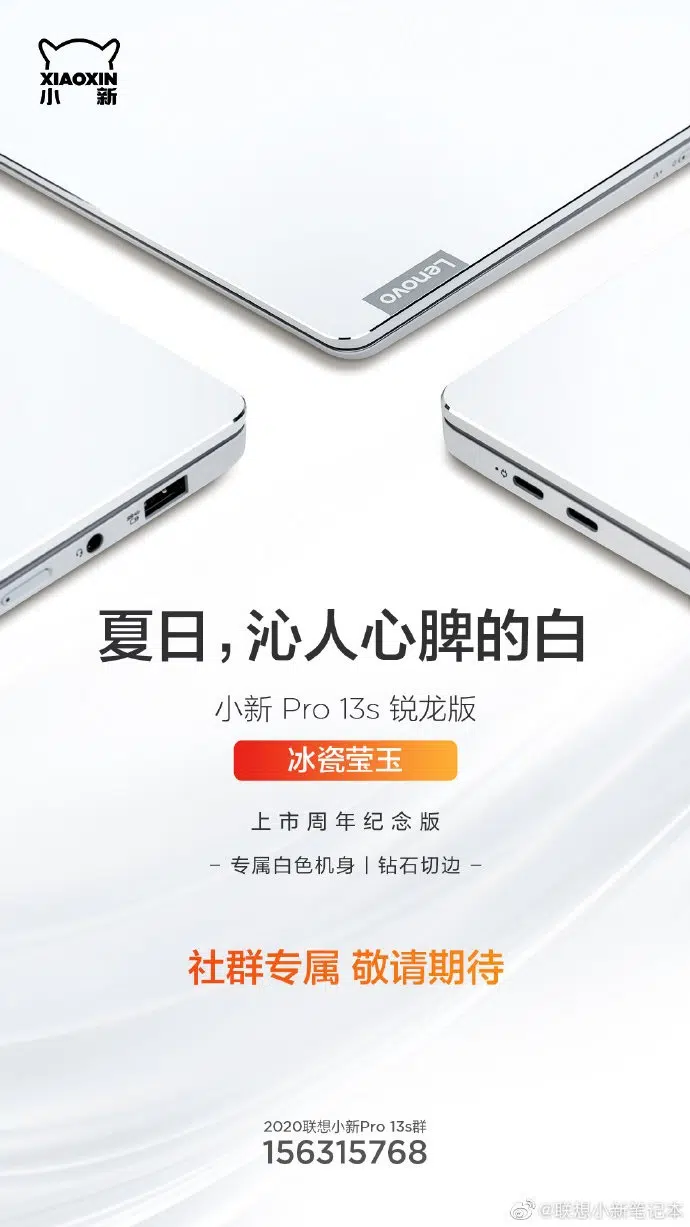 XIAOXIN
小新
Lenovo
夏日，沁人心脾的白
小新 Pro 13s 锐龙版
冰瓷莹玉
上市周年纪念版
– 专属白色机身 | 钻石切边 –
社群专属 敬请期待
2020联想小新Pro 13s群
156315768
@联想小新笔记本